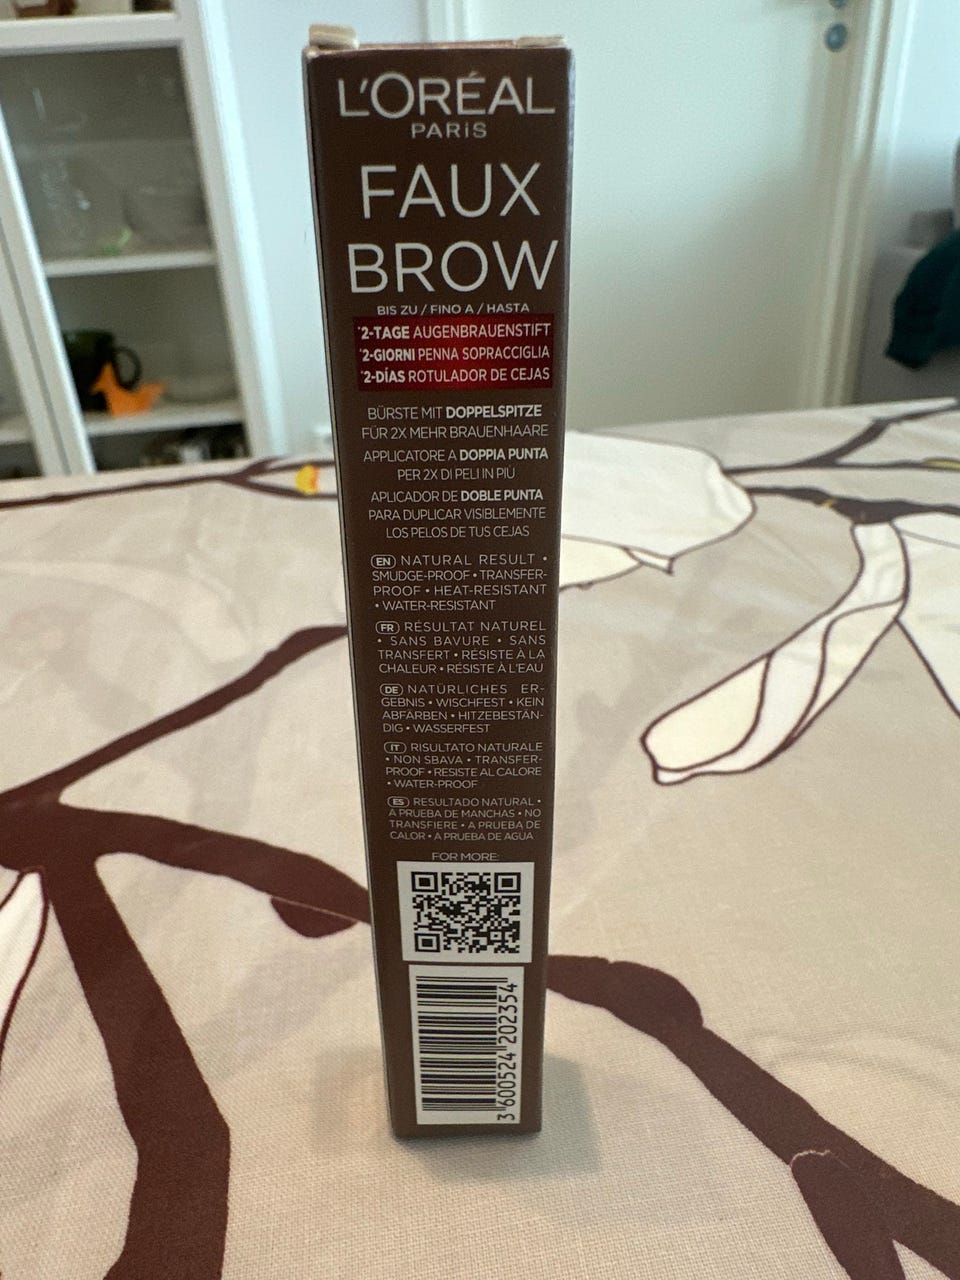 L'ORÉAL
PARIS
FAUX
BROW
BIS ZU / FINO A / HASTA
*2-TAGE AUGENBRAUENSTIFT
*2-GIORNI PENNA SOPRACCIGLIA
*2-DÍAS ROTULADOR DE CEJAS
BÜRSTE MIT DOPPELSPITZE
FÜR 2X MEHR BRAUENHAARE
APPLICATORE A DOPPIA PUNTA
PER 2X DI PELI IN PIÙ
APLICADOR DE DOBLE PUNTA
PARA DUPLICAR VISIBLEMENTE
LOS PELOS DE TUS CEJAS
EN NATURAL RESULT •
SMUDGE-PROOF • TRANSFER-
PROOF • HEAT-RESISTANT
• WATER-RESISTANT
FR RÉSULTAT NATUREL
• SANS BAVURE • SANS
TRANSFERT • RÉSISTE À LA
CHALEUR • RÉSISTE À L'EAU
DE NATÜRLICHES ER-
GEBNIS • WISCHFEST • KEIN
ABFÄRBEN • HITZEBESTÄN-
DIG • WASSERFEST
IT RISULTATO NATURALE
• NON SBAVA • TRANSFER-
PROOF • RESISTE AL CALORE
• WATER-PROOF
ES RESULTADO NATURAL •
A PRUEBA DE MANCHAS • NO
TRANSFIERE • A PRUEBA DE
CALOR • A PRUEBA DE AGUA
FOR MORE:
3 600524 202354